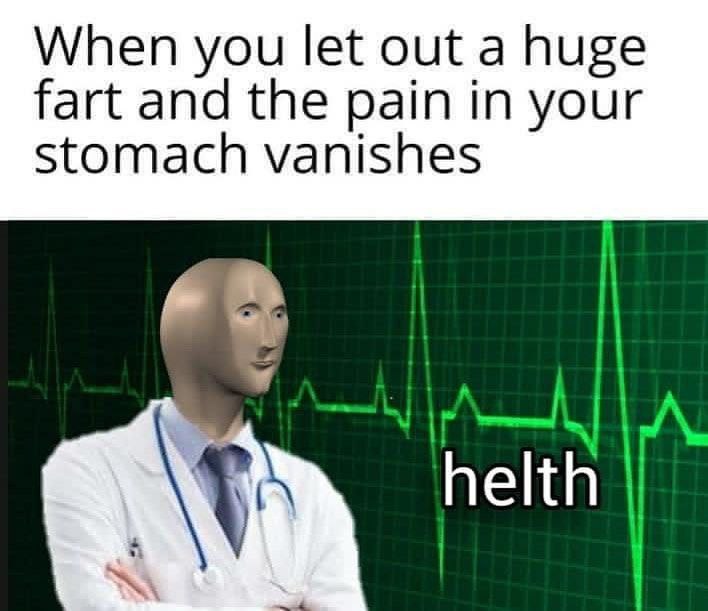 When you let out a huge
fart and the pain in your
stomach vanishes
helth